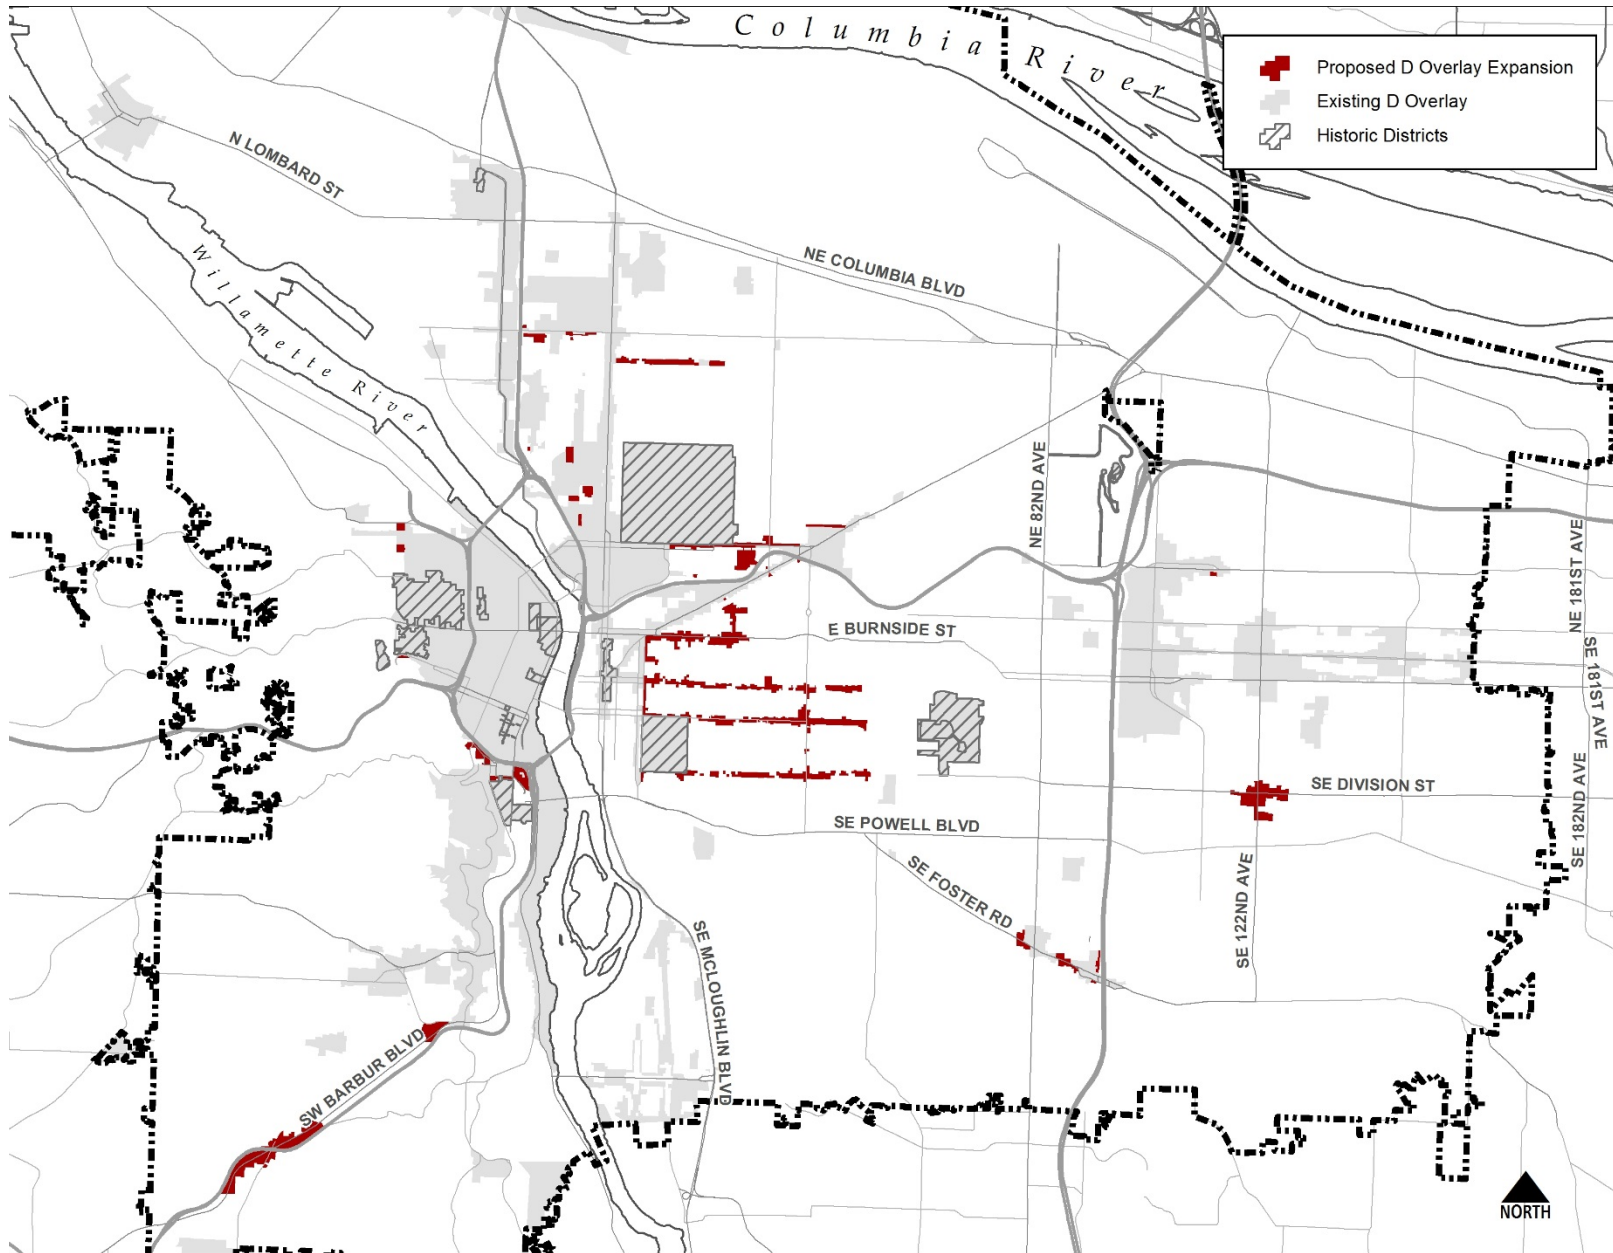 Columbia River
Proposed D Overlay Expansion
Existing D Overlay
Historic Districts
N LOMBARD ST
Willamette River
NE COLUMBIA BLVD
NE 82ND AVE
NE 181ST AVE
E BURNSIDE ST
SE 181ST AVE
SE DIVISION ST
SE 182ND AVE
SE POWELL BLVD
SE FOSTER RD
SE 122ND AVE
SE MCLOUGHLIN BLVD
SW BARBUR BLVD
NORTH